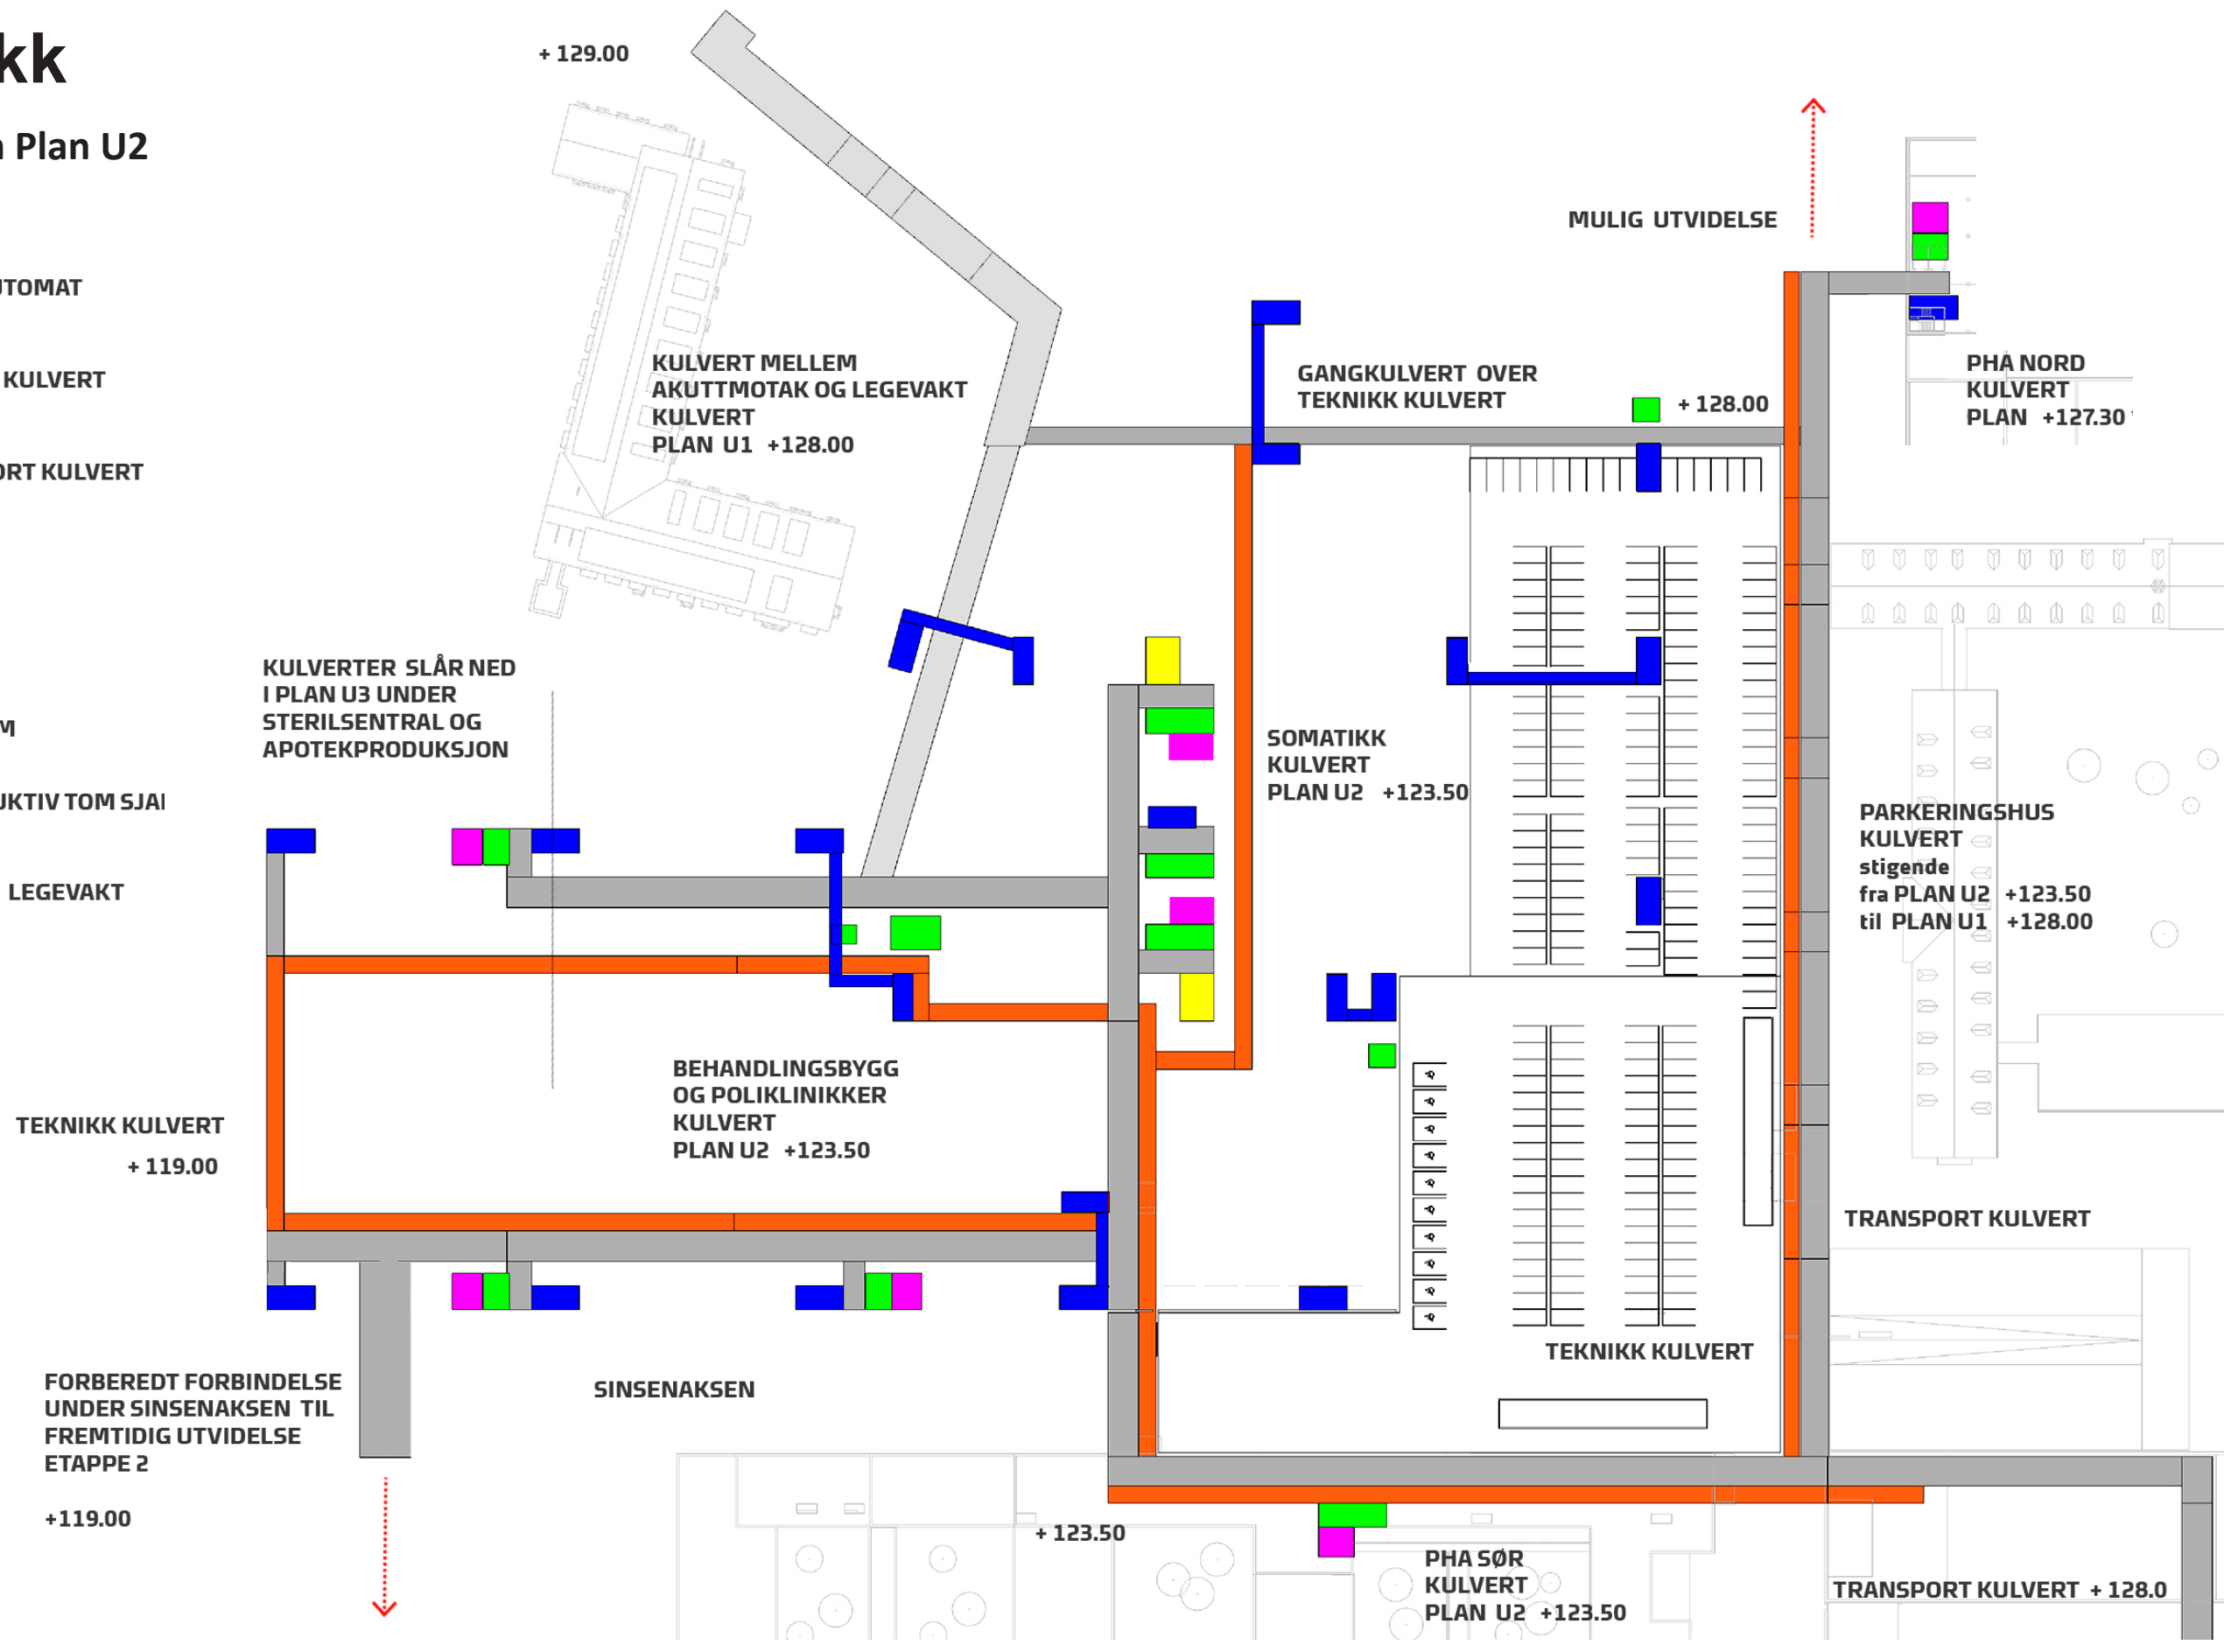 kk
n Plan U2
+ 129.00
UTOMAT
KULVERT
ORT KULVERT
M
UKTIV TOM SJA
LEGEVAKT
MULIG UTVIDELSE
KULVERT MELLEM
AKUTTMOTAK OG LEGEVAKT
KULVERT
PLAN U1 +128.00
GANGKULVERT OVER
TEKNIKK KULVERT
+ 128.00
PHA NORD
KULVERT
PLAN +127.30
KULVERTER SLÅR NED
I PLAN U3 UNDER
STERILSENTRAL OG
APOTEKPRODUKSJON
SOMATIKK
KULVERT
PLAN U2 +123.50
PARKERINGSHUS
KULVERT
stigende
fra PLAN U2 +123.50
til PLAN U1 +128.00
BEHANDLINGSBYGG
OG POLIKLINIKKER
KULVERT
PLAN U2 +123.50
TEKNIKK KULVERT
+ 119.00
TRANSPORT KULVERT
TEKNIKK KULVERT
FORBEREDT FORBINDELSE
UNDER SINSENAKSEN TIL
FREMTIDIG UTVIDELSE
ETAPPE 2
+119.00
SINSENAKSEN
+ 123.50
PHA SØR
KULVERT
PLAN U2 +123.50
TRANSPORT KULVERT + 128.0